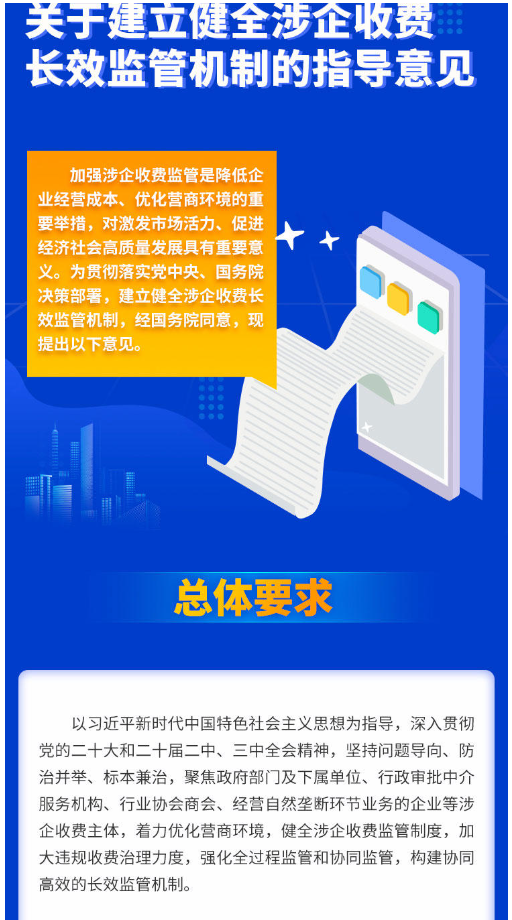 关于建立健全涉企收费
长效监管机制的指导意见
加强涉企收费监管是降低企
业经营成本、优化营商环境的重
要举措，对激发市场活力、促进
经济社会高质量发展具有重要意
义。为贯彻落实党中央、国务院
决策部署，建立健全涉企收费长
效监管机制，经国务院同意，现
提出以下意见。
总体要求
以习近平新时代中国特色社会主义思想为指导，深入贯彻
党的二十大和二十届二中、三中全会精神，坚持问题导向、防
治并举、标本兼治，聚焦政府部门及下属单位、行政审批中介
服务机构、行业协会商会、经营自然垄断环节业务的企业等涉
企收费主体，着力优化营商环境，健全涉企收费监管制度，加
大违规收费治理力度，强化全过程监管和协同监管，构建协同
高效的长效监管机制。